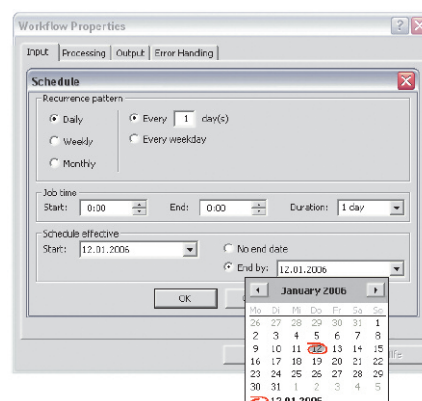 Workflow Properties
Input Processing Output Error Handling
Schedule
Recurrence pattern
Daily Every 1 day(s)
Weekly Every weekday
Monthly
Job time
Start: 0:00 End: 0:00 Duration: 1 day
Schedule effective
Start: 12.01.2006 No end date
End by: 12.01.2006
OK
January 2006
Mo Di Mi Do Fr Sa So
26 27 28 29 30 31 1
2 3 4 5 6 7 8
9 10 11 12 13 14 15
16 17 18 19 20 21 22
23 24 25 26 27 28 29
30 31 1 2 3 4 5
12.01.2006